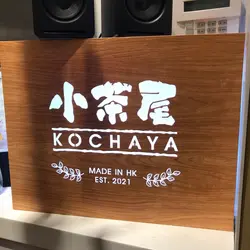 小茶屋
KOCHAYA
MADE IN HK
EST. 2021